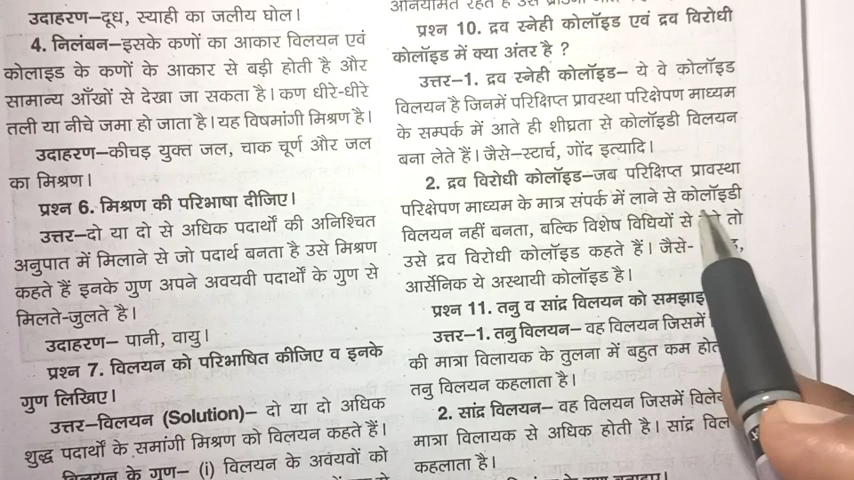 उदाहरण–दूध, स्याही का जलीय घोल।
4. निलंबन–इसके कणों का आकार विलयन एवं
कोलाइड के कणों के आकार से बड़ी होती है और
सामान्य आँखों से देखा जा सकता है। कण धीरे-धीरे
तली या नीचे जमा हो जाता है। यह विषमांगी मिश्रण है।
उदाहरण–कीचड़ युक्त जल, चाक चूर्ण और जल
का मिश्रण।
प्रश्न 6. मिश्रण की परिभाषा दीजिए।
उत्तर–दो या दो से अधिक पदार्थों की अनिश्चित
अनुपात में मिलाने से जो पदार्थ बनता है उसे मिश्रण
कहते हैं इनके गुण अपने अवयवी पदार्थों के गुण से
मिलते-जुलते है।
उदाहरण– पानी, वायु।
प्रश्न 7. विलयन को परिभाषित कीजिए व इनके
गुण लिखिए।
उत्तर–विलयन (Solution)– दो या दो अधिक
शुद्ध पदार्थों के समांगी मिश्रण को विलयन कहते हैं।
विलयन के गुण– (i) विलयन के अवयवों को
प्रश्न 10. द्रव स्नेही कोलॉइड एवं द्रव विरोधी
कोलॉइड में क्या अंतर है ?
उत्तर–1. द्रव स्नेही कोलॉइड– ये वे कोलॉइड
विलयन है जिनमें परिक्षिप्त प्रावस्था परिक्षेपण माध्यम
के सम्पर्क में आते ही शीघ्रता से कोलॉइडी विलयन
बना लेते हैं। जैसे–स्टार्च, गोंद इत्यादि।
2. द्रव विरोधी कोलॉइड–जब परिक्षिप्त प्रावस्था
परिक्षेपण माध्यम के मात्र संपर्क में लाने से कोलॉइडी
विलयन नहीं बनता, बल्कि विशेष विधियों से तो
उसे द्रव विरोधी कोलॉइड कहते हैं। जैसे-
आर्सेनिक ये अस्थायी कोलॉइड है।
प्रश्न 11. तनु व सांद्र विलयन को
उत्तर–1. तनु विलयन– वह विलयन जिसमें
की मात्रा विलायक के तुलना में बहुत कम
तनु विलयन कहलाता है।
2. सांद्र विलयन– वह विलयन जिसमें
मात्रा विलायक से अधिक होती है। सांद्र
कहलाता है।